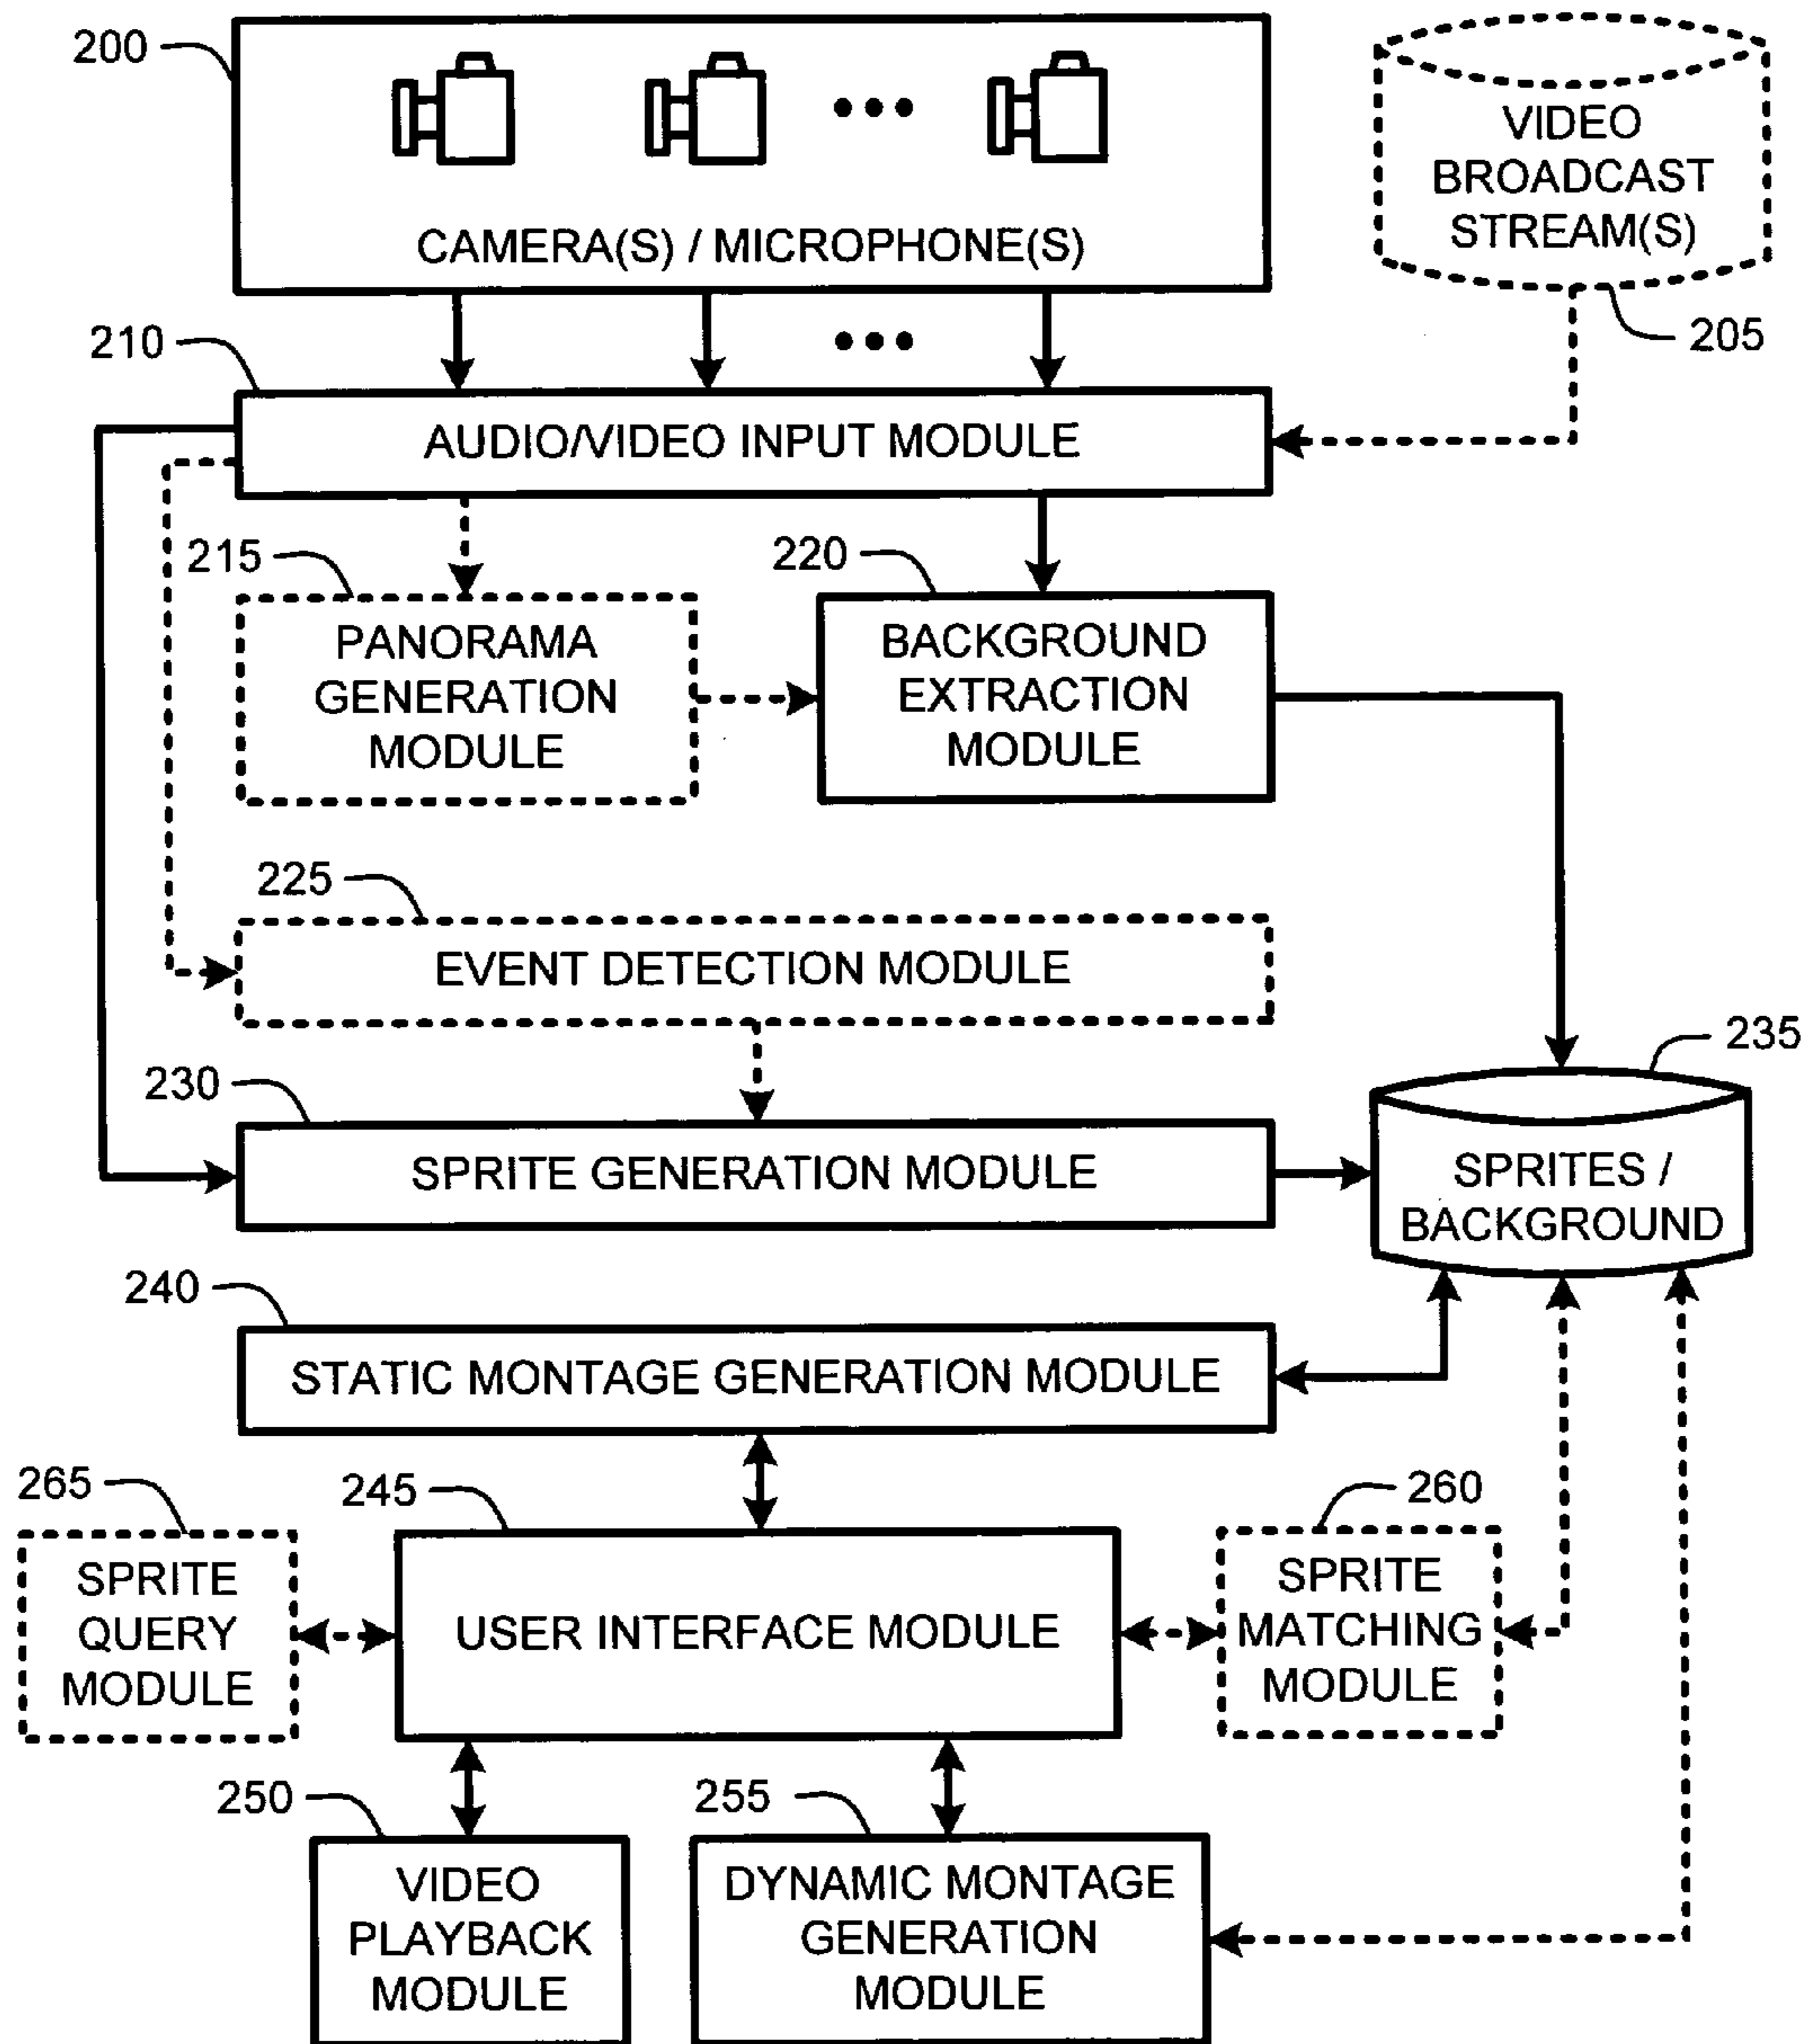 200
CAMERA(S) / MICROPHONE(S)
VIDEO
BROADCAST
STREAM(S)
205
210
AUDIO/VIDEO INPUT MODULE
215
PANORAMA
GENERATION
MODULE
220
BACKGROUND
EXTRACTION
MODULE
225
EVENT DETECTION MODULE
230
SPRITE GENERATION MODULE
235
SPRITES /
BACKGROUND
240
STATIC MONTAGE GENERATION MODULE
265
SPRITE
QUERY
MODULE
245
USER INTERFACE MODULE
260
SPRITE
MATCHING
MODULE
250
VIDEO
PLAYBACK
MODULE
255
DYNAMIC MONTAGE
GENERATION
MODULE